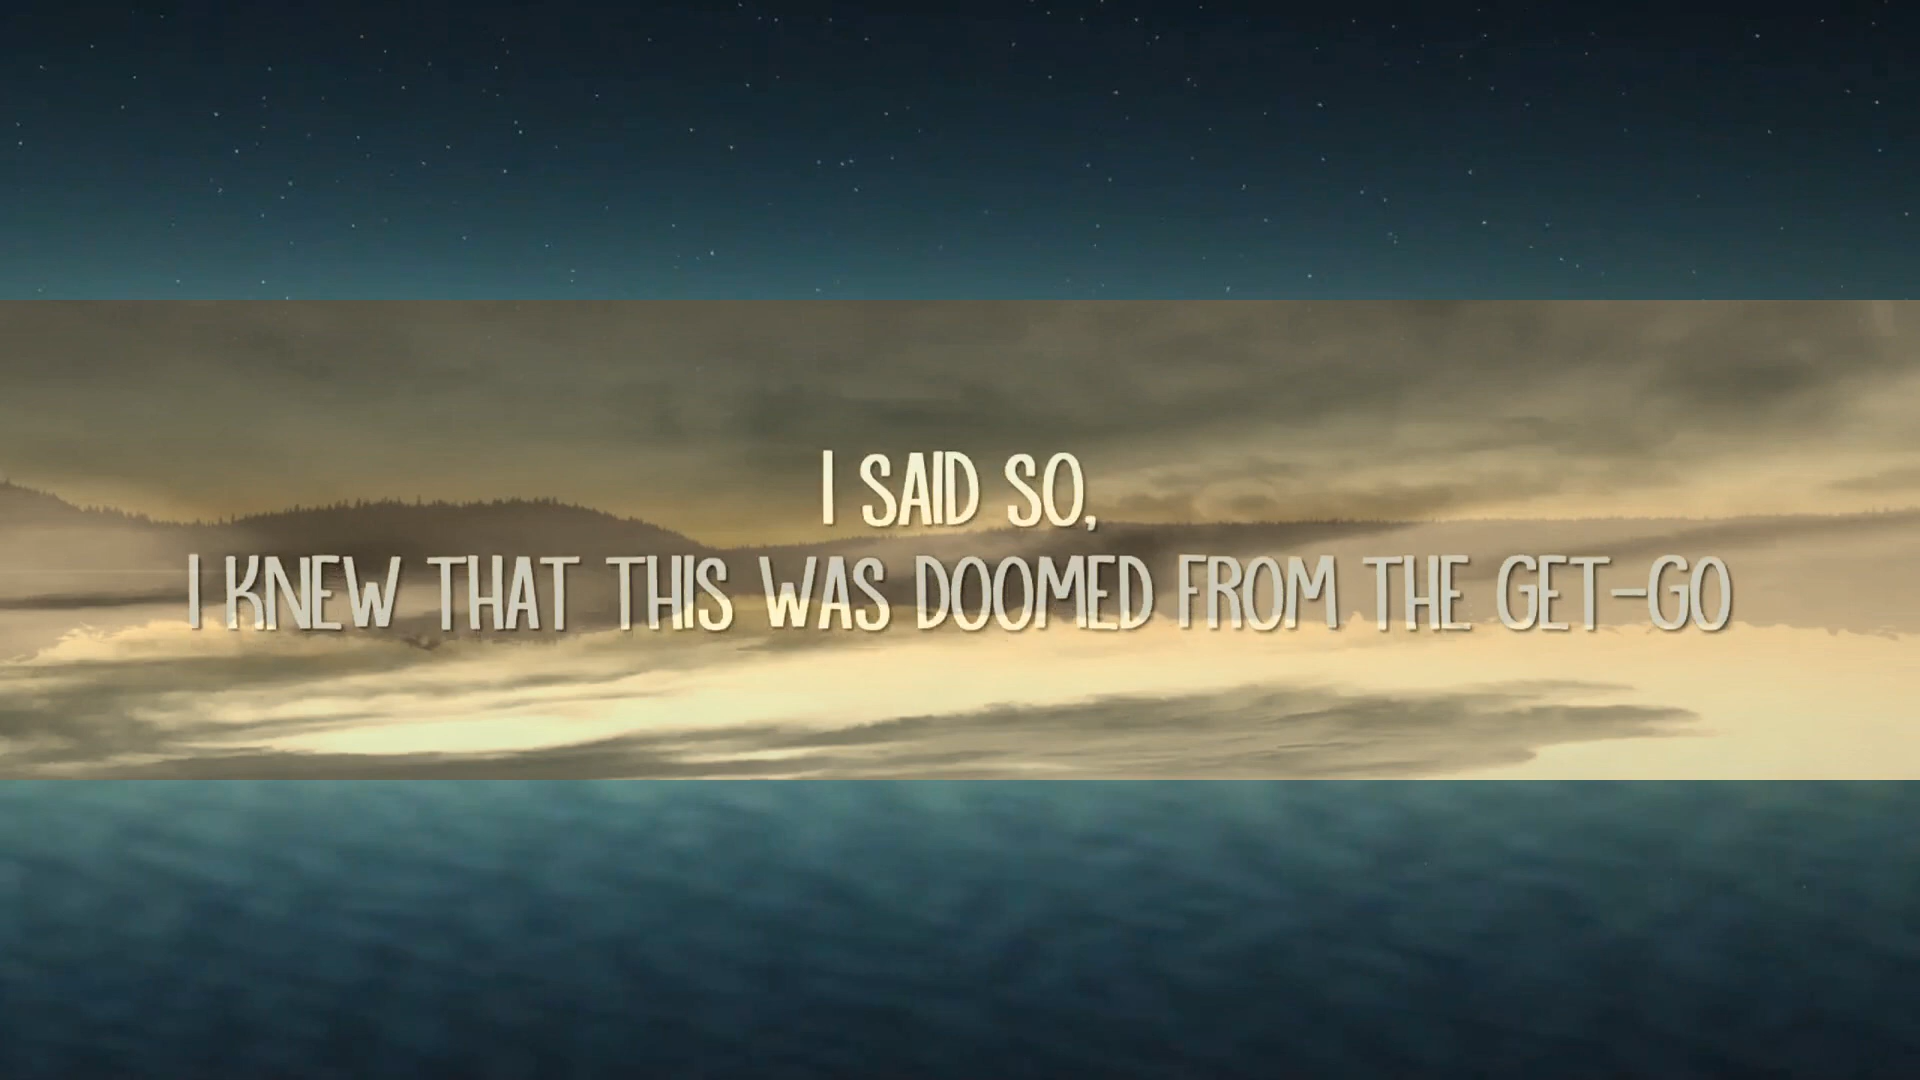 I SAID SO,
I KNEW THAT THIS WAS DOOMED FROM THE GET-GO